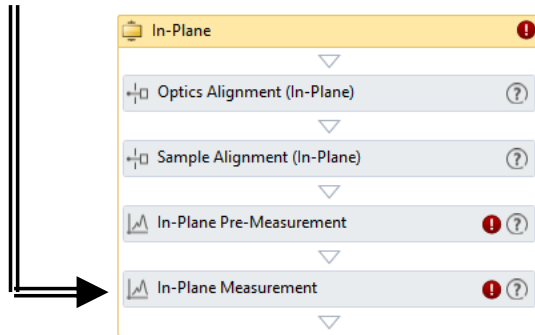 In-Plane
Optics Alignment (In-Plane)
Sample Alignment (In-Plane)
In-Plane Pre-Measurement
In-Plane Measurement